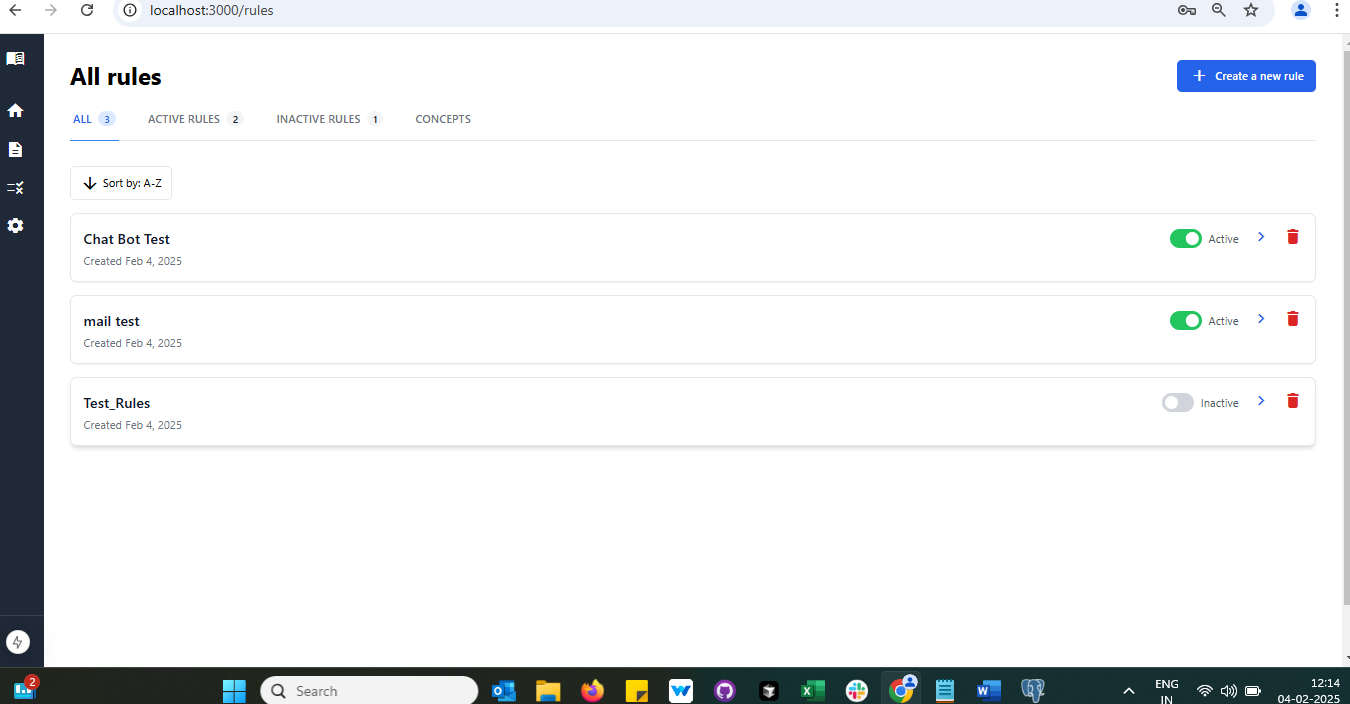 localhost:3000/rules
All rules
Create a new rule
ALL 3 ACTIVE RULES 2 INACTIVE RULES 1 CONCEPTS
Sort by: A-Z
Chat Bot Test
Active
Created Feb 4, 2025
mail test
Active
Created Feb 4, 2025
Test_Rules
Inactive
Created Feb 4, 2025
2
Search
ENG
IN
12:14
04-02-2025